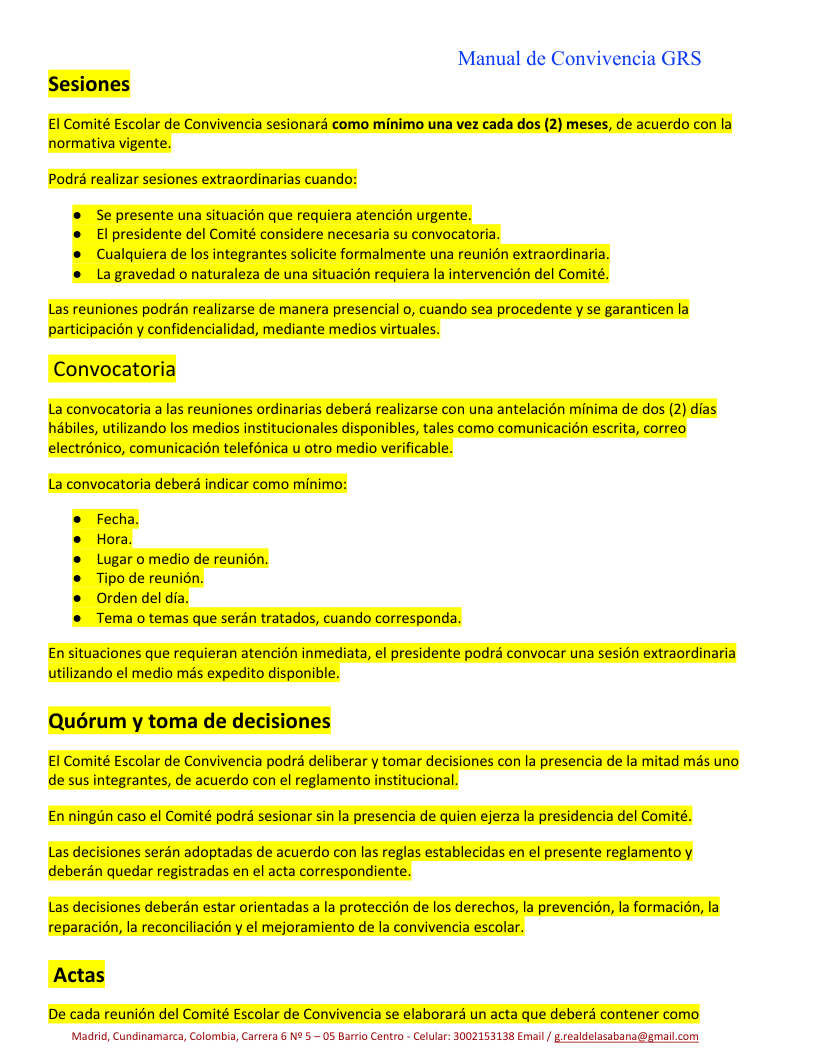 Manual de Convivencia GRS
Sesiones
El Comité Escolar de Convivencia sesionará como mínimo una vez cada dos (2) meses, de acuerdo con la
normativa vigente.
Podrá realizar sesiones extraordinarias cuando:
● Se presente una situación que requiera atención urgente.
● El presidente del Comité considere necesaria su convocatoria.
● Cualquiera de los integrantes solicite formalmente una reunión extraordinaria.
● La gravedad o naturaleza de una situación requiera la intervención del Comité.
Las reuniones podrán realizarse de manera presencial o, cuando sea procedente y se garanticen la
participación y confidencialidad, mediante medios virtuales.
Convocatoria
La convocatoria a las reuniones ordinarias deberá realizarse con una antelación mínima de dos (2) días
hábiles, utilizando los medios institucionales disponibles, tales como comunicación escrita, correo
electrónico, comunicación telefónica u otro medio verificable.
La convocatoria deberá indicar como mínimo:
● Fecha.
● Hora.
● Lugar o medio de reunión.
● Tipo de reunión.
● Orden del día.
● Tema o temas que serán tratados, cuando corresponda.
En situaciones que requieran atención inmediata, el presidente podrá convocar una sesión extraordinaria
utilizando el medio más expedito disponible.
Quórum y toma de decisiones
El Comité Escolar de Convivencia podrá deliberar y tomar decisiones con la presencia de la mitad más uno
de sus integrantes, de acuerdo con el reglamento institucional.
En ningún caso el Comité podrá sesionar sin la presencia de quien ejerza la presidencia del Comité.
Las decisiones serán adoptadas de acuerdo con las reglas establecidas en el presente reglamento y
deberán quedar registradas en el acta correspondiente.
Las decisiones deberán estar orientadas a la protección de los derechos, la prevención, la formación, la
reparación, la reconciliación y el mejoramiento de la convivencia escolar.
Actas
De cada reunión del Comité Escolar de Convivencia se elaborará un acta que deberá contener como
Madrid, Cundinamarca, Colombia, Carrera 6 Nº 5 – 05 Barrio Centro - Celular: 3002153138 Email / g.realdelasabana@gmail.com